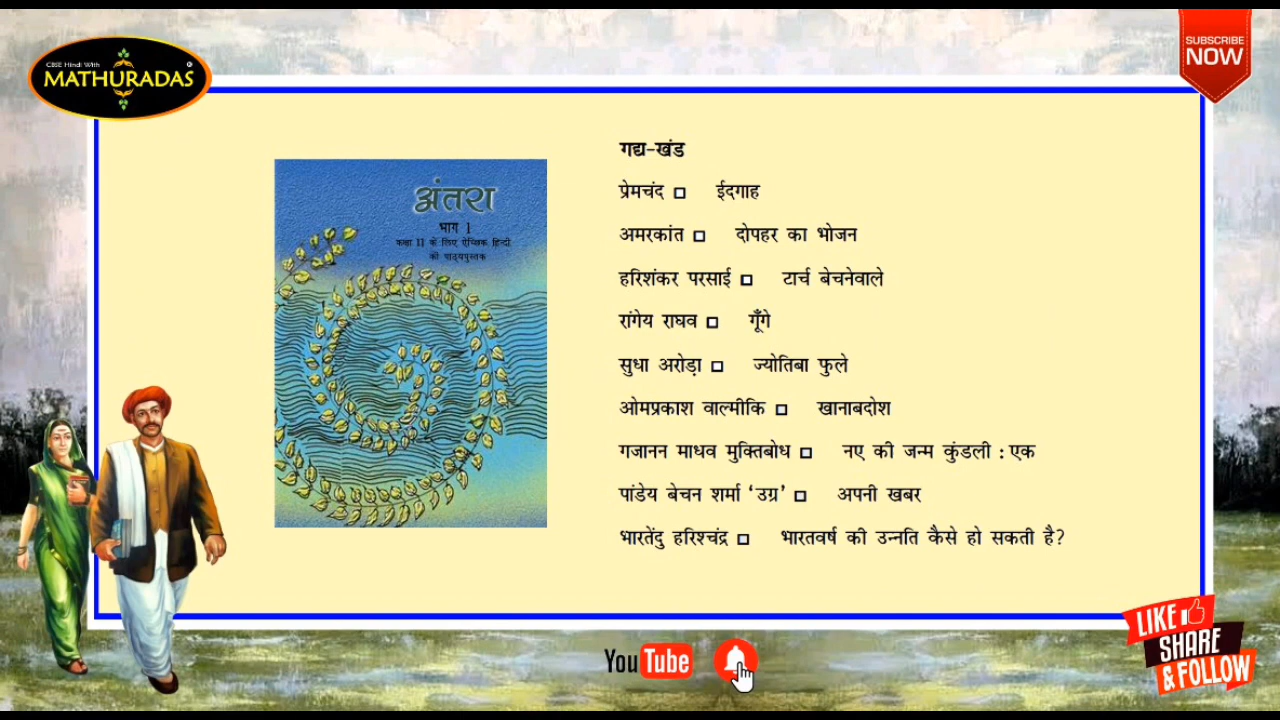 CBSE Hindi With
MATHURADAS
SUBSCRIBE
NOW
अंतरा
भाग 1
कक्षा 11 के लिए ऐच्छिक हिन्दी
की पाठ्यपुस्तक
गद्य-खंड
प्रेमचंद □ ईदगाह
अमरकांत □ दोपहर का भोजन
हरिशंकर परसाई □ टार्च बेचनेवाले
रांगेय राघव □ गूँगे
सुधा अरोड़ा □ ज्योतिबा फुले
ओमप्रकाश वाल्मीकि □ खानाबदोश
गजानन माधव मुक्तिबोध □ नए की जन्म कुंडली : एक
पांडेय बेचन शर्मा ‘उग्र’ □ अपनी खबर
भारतेंदु हरिश्चंद्र □ भारतवर्ष की उन्नति कैसे हो सकती है?
YouTube
LIKE
SHARE
& FOLLOW